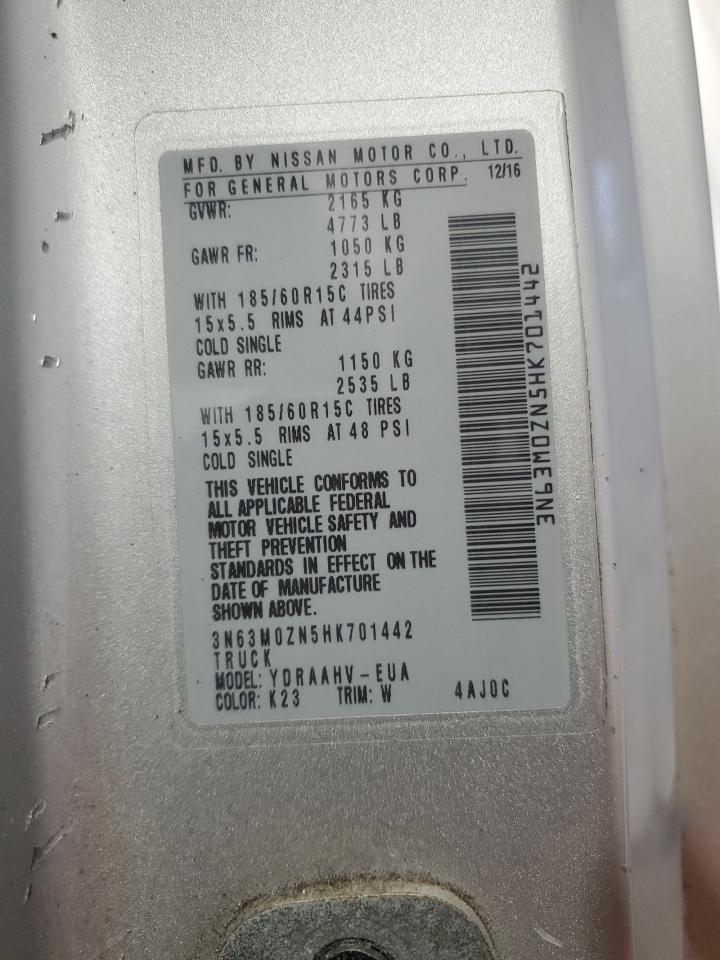 MFD. BY NISSAN MOTOR CO., LTD.
FOR GENERAL MOTORS CORP. 12/16
GVWR: 2165 KG
4773 LB
GAWR FR: 1050 KG
2315 LB
WITH 185/60R15C TIRES
15x5.5 RIMS AT 44PSI
COLD SINGLE
GAWR RR: 1150 KG
2535 LB
WITH 185/60R15C TIRES
15x5.5 RIMS AT 48 PSI
COLD SINGLE
THIS VEHICLE CONFORMS TO
ALL APPLICABLE FEDERAL
MOTOR VEHICLE SAFETY AND
THEFT PREVENTION
STANDARDS IN EFFECT ON THE
DATE OF MANUFACTURE
SHOWN ABOVE.
3N63M0ZN5HK701442
TRUCK
MODEL: YDRAAHV-EUA
COLOR: K23 TRIM: W 4AJ0C
3N63M0ZN5HK701442